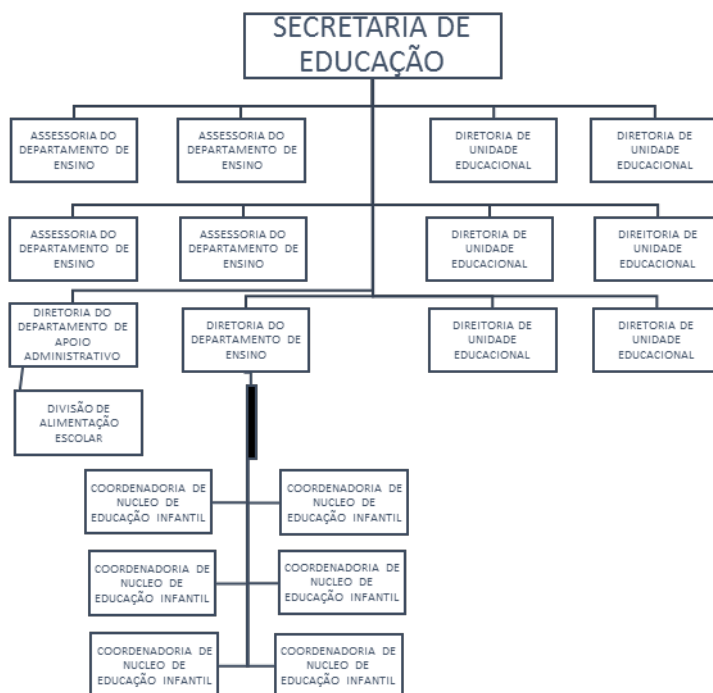 SECRETARIA DE
EDUCAÇÃO
ASSESSORIA DO
DEPARTAMENTO DE
ENSINO
ASSESSORIA DO
DEPARTAMENTO DE
ENSINO
DIRETORIA DE
UNIDADE
EDUCACIONAL
DIRETORIA DE
UNIDADE
EDUCACIONAL
ASSESSORIA DO
DEPARTAMENTO DE
ENSINO
ASSESSORIA DO
DEPARTAMENTO DE
ENSINO
DIRETORIA DE
UNIDADE
EDUCACIONAL
DIREITORIA DE
UNIDADE
EDUCACIONAL
DIRETORIA DO
DEPARTAMENTO DE
APOIO
ADMINISTRATIVO
DIRETORIA DO
DEPARTAMENTO DE
ENSINO
DIREITORIA DE
UNIDADE
EDUCACIONAL
DIRETORIA DE
UNIDADE
EDUCACIONAL
DIVISÃO DE
ALIMENTAÇÃO
ESCOLAR
COORDENADORIA DE
NUCLEO DE
EDUCAÇÃO INFANTIL
COORDENADORIA DE
NUCLEO DE
EDUCAÇÃO INFANTIL
COORDENADORIA DE
NUCLEO DE
EDUCAÇÃO INFANTIL
COORDENADORIA DE
NUCLEO DE
EDUCAÇÃO INFANTIL
COORDENADORIA DE
NUCLEO DE
EDUCAÇÃO INFANTIL
COORDENADORIA DE
NUCLEO DE
EDUCAÇÃO INFANTIL